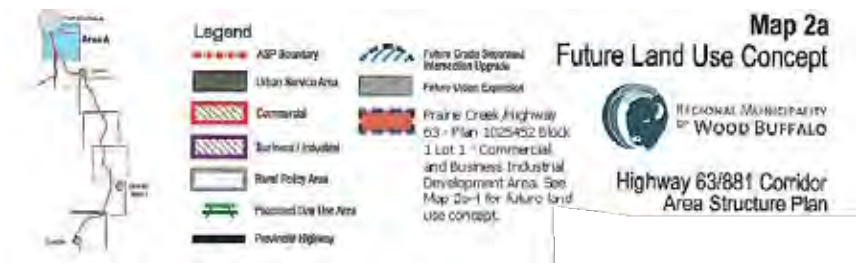 Area A
Legend
ASP Boundary
Urban Service Area
Commercial
Business / Industrial
Rural Policy Area
Proposed Day Use Area
Provincial Highway
Future Grade Separated
Intersection Upgrade
Future Urban Expansion
Prairie Creek /Highway
63 - Plan 1025452 Block
1 Lot 1 - Commercial
and Business Industrial
Development Area. See
Map 2a-1 for future land
use concept.
Map 2a
Future Land Use Concept
REGIONAL MUNICIPALITY
OF WOOD BUFFALO
Highway 63/881 Corridor
Area Structure Plan